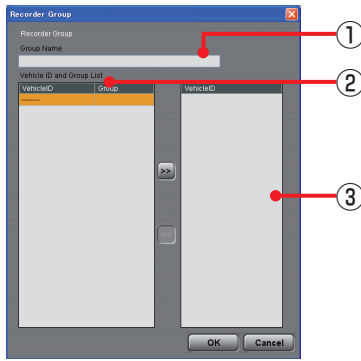 Recorder Group
Recorder Group
Group Name
①
Vehicle ID and Group List
②
VehicleID Group
VehicleID
--------
>>
③
<<
OK Cancel